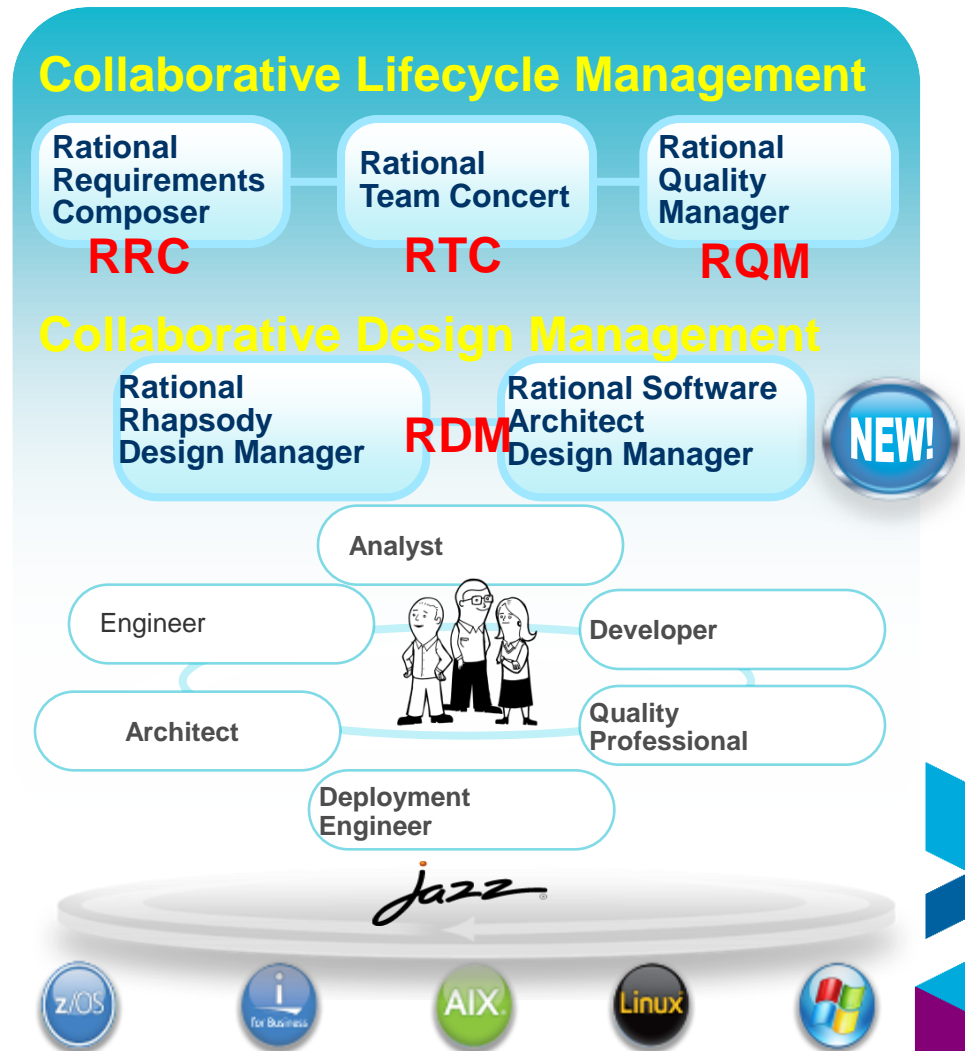 Collaborative Lifecycle Management
Rational
Requirements
Composer
RRC
Rational
Team Concert
RTC
Rational
Quality
Manager
RQM
Collaborative Design Management
Rational
Rhapsody
Design Manager
RDM
Rational Software
Architect
Design Manager
NEW!
Analyst
Engineer
Developer
Architect
Quality
Professional
Deployment
Engineer
jazz
z/OS
i
for Business
AIX
Linux